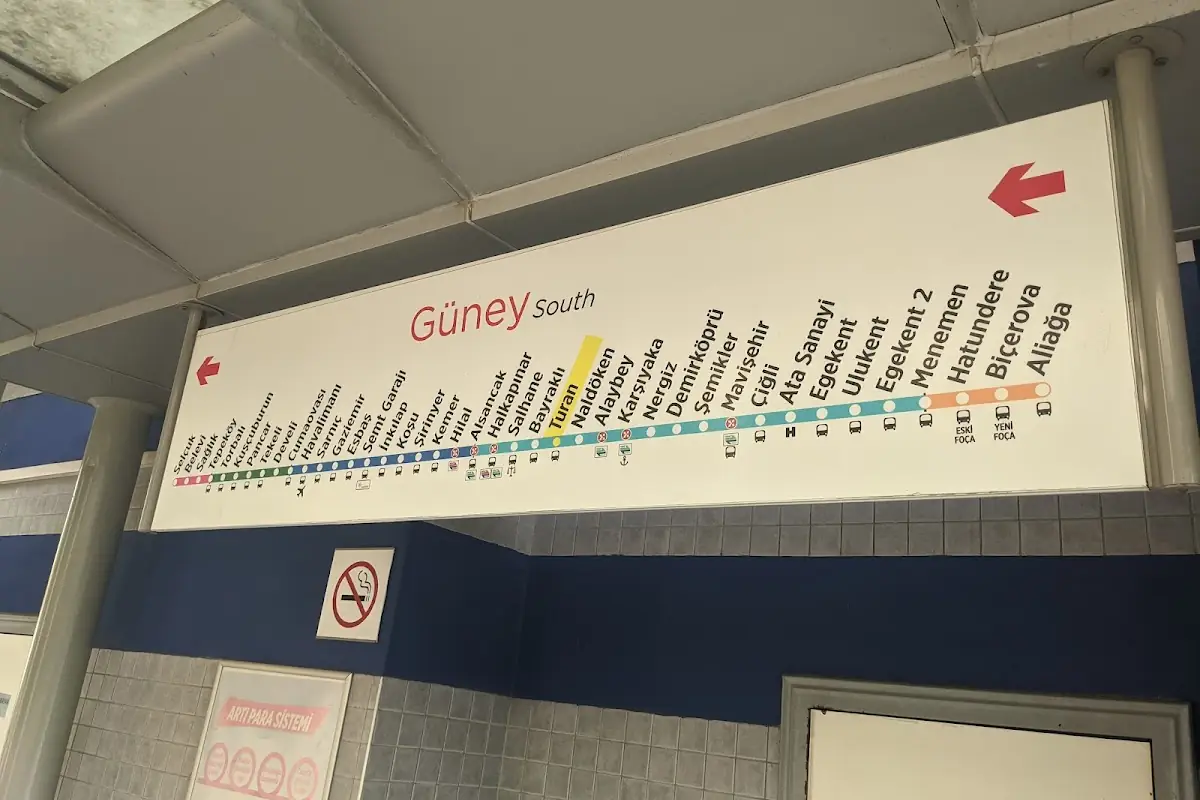 Güney South
Selçuk
Belevi
Sağlık
Tepeköy
Torbalı
Kuşçuburun
Pancar
Tekeli
Develi
Cumaovası
Havalimanı
Sarnıç
Gaziemir
Esbaş
Semt Garajı
İnkılap
Koşu
Şirinyer
Kemer
Hilal
Alsancak
Halkapınar
Salhane
Bayraklı
Turan
Naldöken
Alaybey
Karşıyaka
Nergiz
Demirköprü
Şemikler
Mavişehir
Çiğli
Ata Sanayi
Egekent
Ulukent
Egekent 2
Menemen
Hatundere
Biçerova
Aliağa
ESKİ
FOÇA
YENİ
FOÇA
ARTI PARA SİSTEMİ